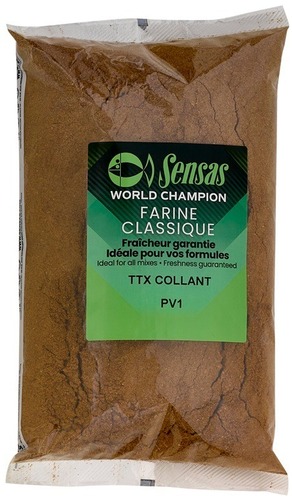 Sensas
WORLD CHAMPION
FARINE
CLASSIQUE
Fraîcheur garantie
Idéale pour vos formules
Ideal for all mixes • Freshness guaranteed
TTX COLLANT
PV1